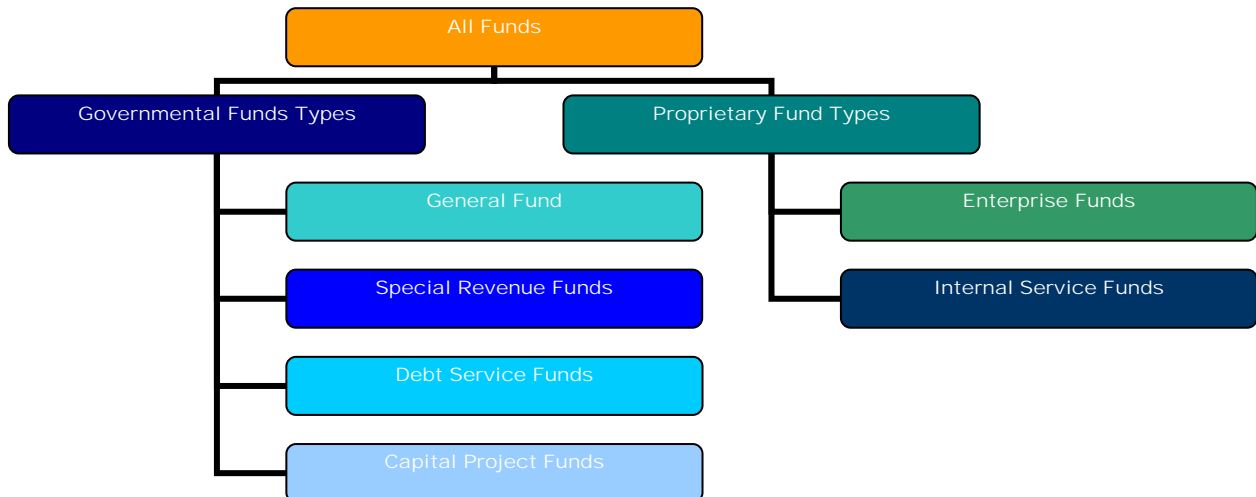 All Funds
Governmental Funds Types
Proprietary Fund Types
General Fund
Enterprise Funds
Special Revenue Funds
Internal Service Funds
Debt Service Funds
Capital Project Funds